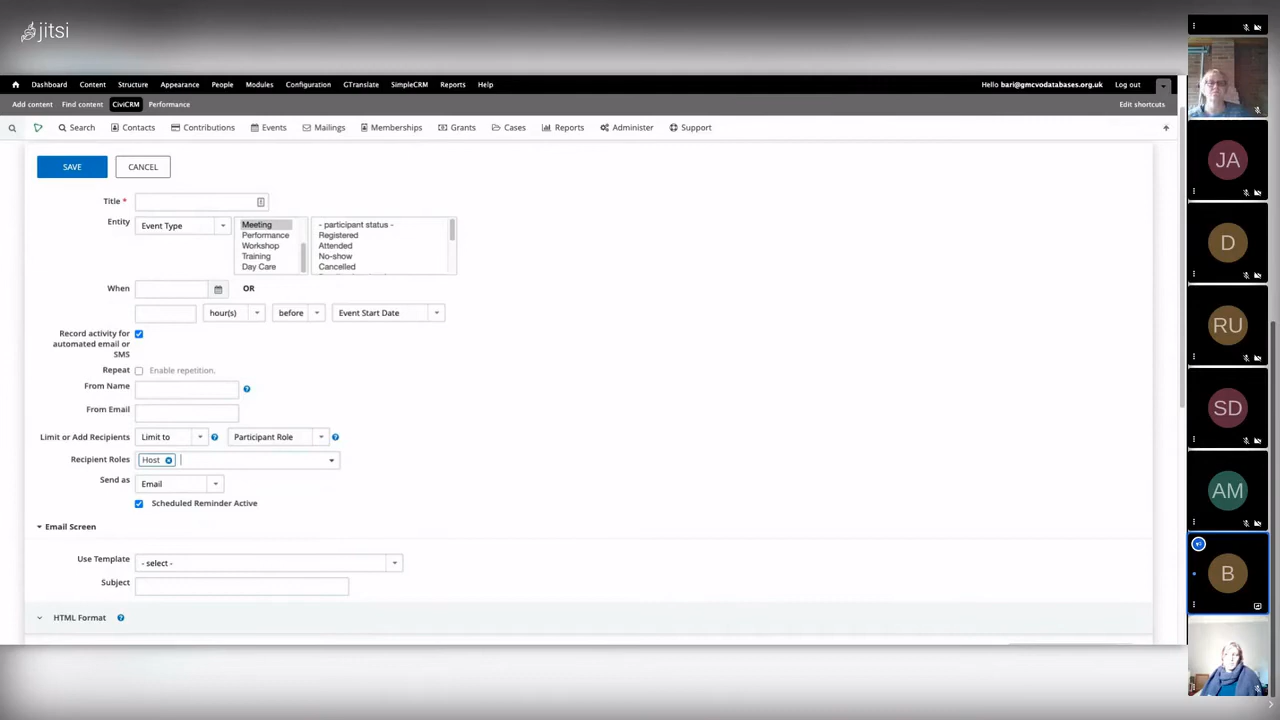 jitsi
Dashboard Content Structure Appearance People Modules Configuration GTranslate SimpleCRM Reports Help
Hello bari@gmcvodatabases.org.uk Log out
Add content Find content CiviCRM Performance
Edit shortcuts
Search Contacts Contributions Events Mailings Memberships Grants Cases Reports Administer Support
SAVE CANCEL
Title *
Entity Event Type
Meeting
Performance
Workshop
Training
Day Care
- participant status -
Registered
Attended
No-show
Cancelled
When OR
hour(s) before Event Start Date
Record activity for
automated email or
SMS
Repeat Enable repetition.
From Name
From Email
Limit or Add Recipients Limit to Participant Role
Recipient Roles Host
Send as Email
Scheduled Reminder Active
Email Screen
Use Template - select -
Subject
HTML Format
JA
D
RU
SD
AM
B